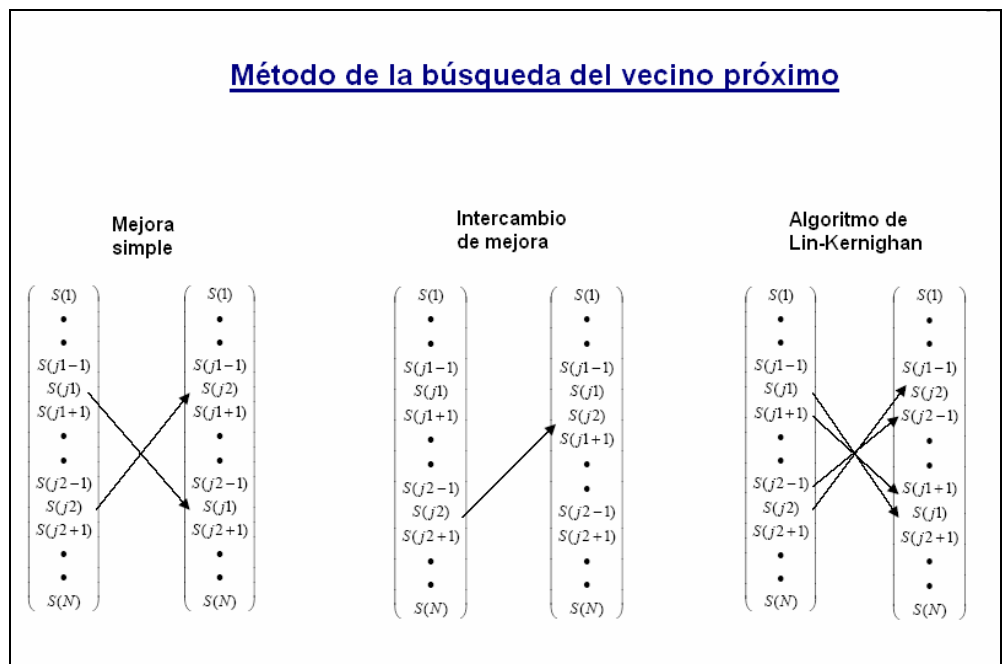 Método de la búsqueda del vecino próximo
Mejora
simple
S(1)
•
•
S(j1−1)
S(j1)
S(j1+1)
•
•
S(j2−1)
S(j2)
S(j2+1)
•
•
S(N)
S(1)
•
•
S(j1−1)
S(j2)
S(j1+1)
•
•
S(j2−1)
S(j1)
S(j2+1)
•
•
S(N)
Intercambio
de mejora
S(1)
•
•
S(j1−1)
S(j1)
S(j1+1)
•
•
S(j2−1)
S(j2)
S(j2+1)
•
•
S(N)
S(1)
•
•
S(j1−1)
S(j1)
S(j2)
S(j1+1)
•
•
S(j2−1)
S(j2+1)
•
•
S(N)
Algoritmo de
Lin-Kernighan
S(1)
•
•
S(j1−1)
S(j1)
S(j1+1)
•
•
S(j2−1)
S(j2)
S(j2+1)
•
•
S(N)
S(1)
•
•
S(j1−1)
S(j2)
S(j2−1)
•
•
S(j1+1)
S(j1)
S(j2+1)
•
•
S(N)